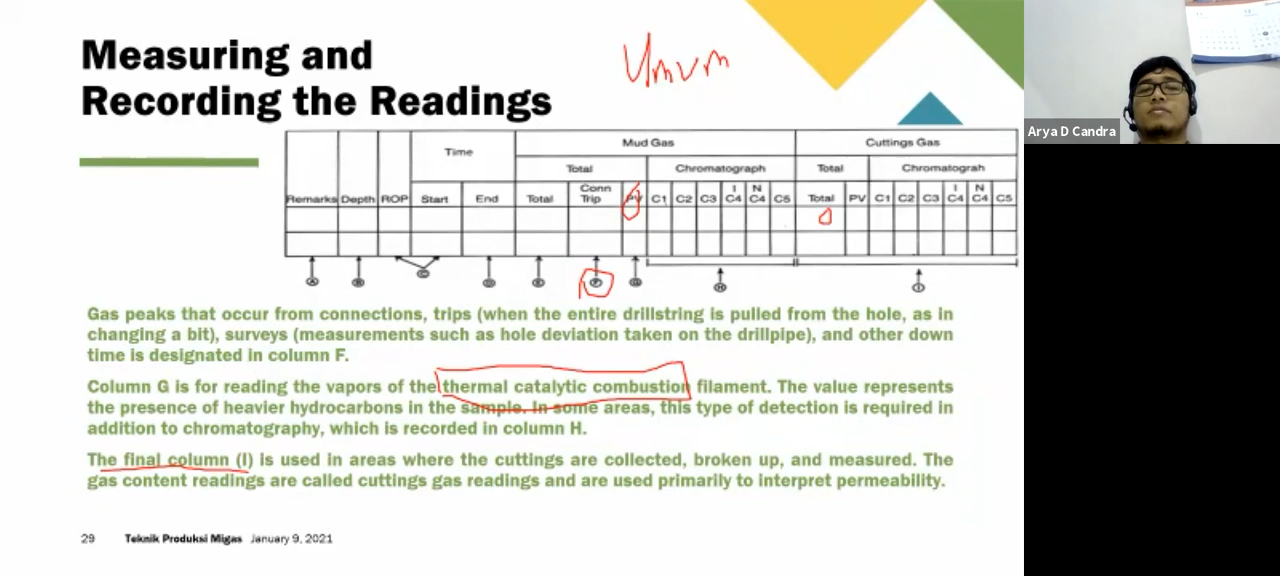 Measuring and
Recording the Readings
Umum
Arya D Candra
Mud Gas
Cuttings Gas
Time
Total
Chromatograph
Total
Chromatograh
Remarks Depth ROP Start End Total Conn Trip PV C1 C2 C3 I C4 N C4 C5 Total PV C1 C2 C3 I C4 N C4 C5
A B C D E F G H I
Gas peaks that occur from connections, trips (when the entire drillstring is pulled from the hole, as in
changing a bit), surveys (measurements such as hole deviation taken on the drillpipe), and other down
time is designated in column F.
Column G is for reading the vapors of the thermal catalytic combustion filament. The value represents
the presence of heavier hydrocarbons in the sample. In some areas, this type of detection is required in
addition to chromatography, which is recorded in column H.
The final column (I) is used in areas where the cuttings are collected, broken up, and measured. The
gas content readings are called cuttings gas readings and are used primarily to interpret permeability.
29 Teknik Produksi Migas January 9, 2021